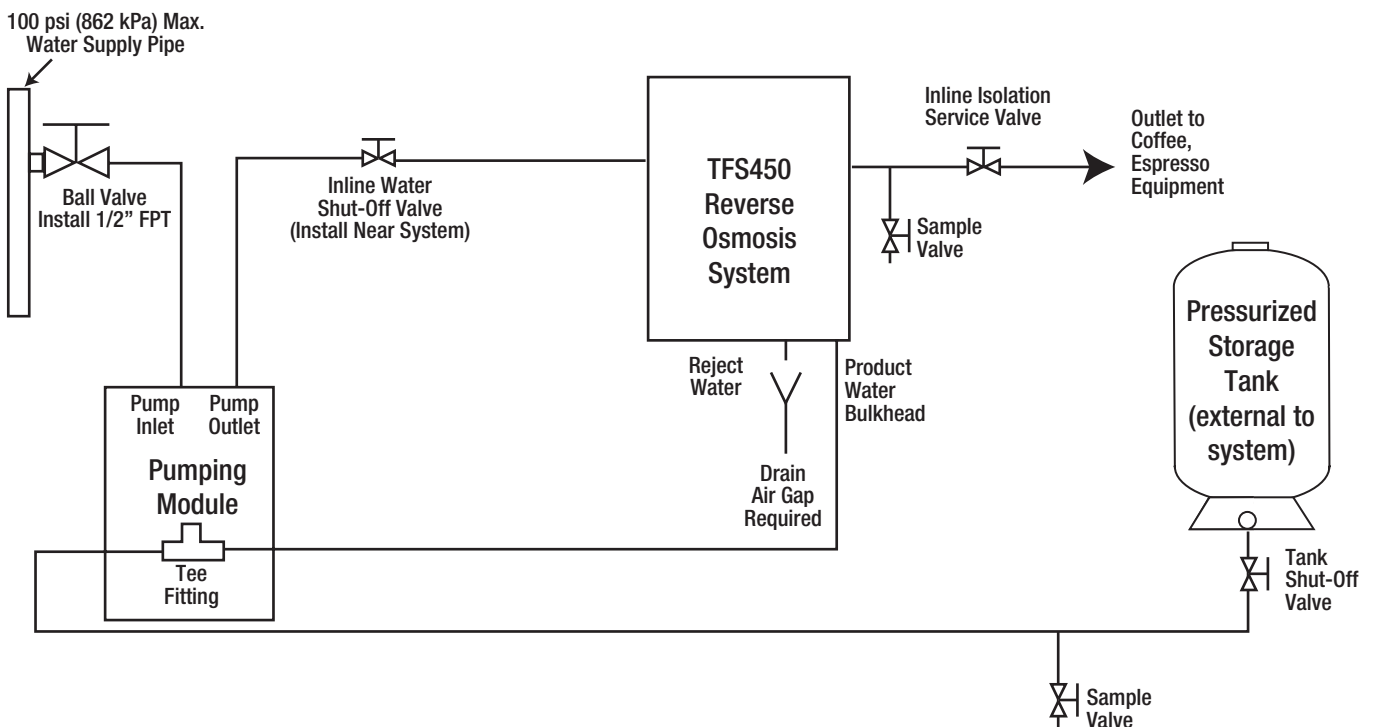 100 psi (862 kPa) Max.
Water Supply Pipe
Ball Valve
Install 1/2” FPT
Inline Water
Shut-Off Valve
(Install Near System)
TFS450
Reverse
Osmosis
System
Inline Isolation
Service Valve
Outlet to
Coffee,
Espresso
Equipment
Sample
Valve
Pressurized
Storage
Tank
(external to
system)
Reject
Water
Product
Water
Bulkhead
Drain
Air Gap
Required
Pump
Inlet
Pump
Outlet
Pumping
Module
Tee
Fitting
Tank
Shut-Off
Valve
Sample
Valve